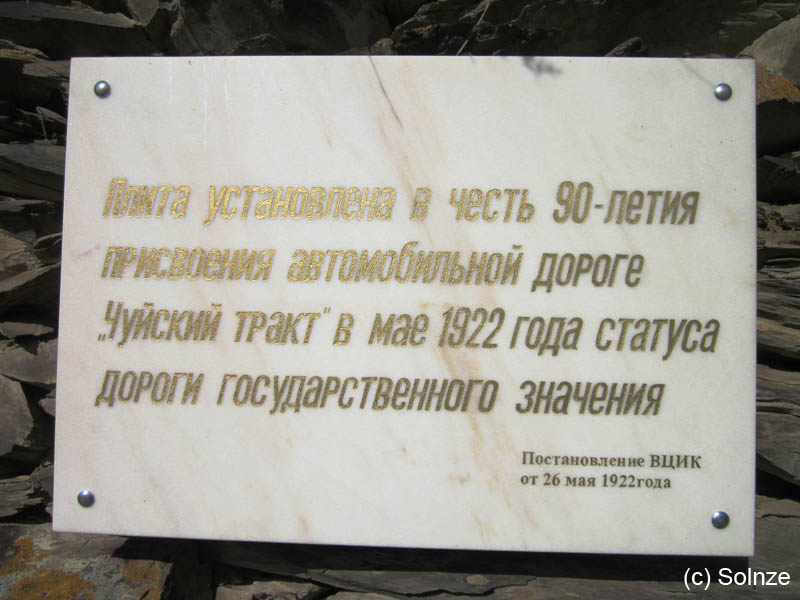 Плита установлена в честь 90-летия
присвоения автомобильной дороге
„Чуйский тракт" в мае 1922 года статуса
дороги государственного значения
Постановление ВЦИК
от 26 мая 1922года
(c) Solnze